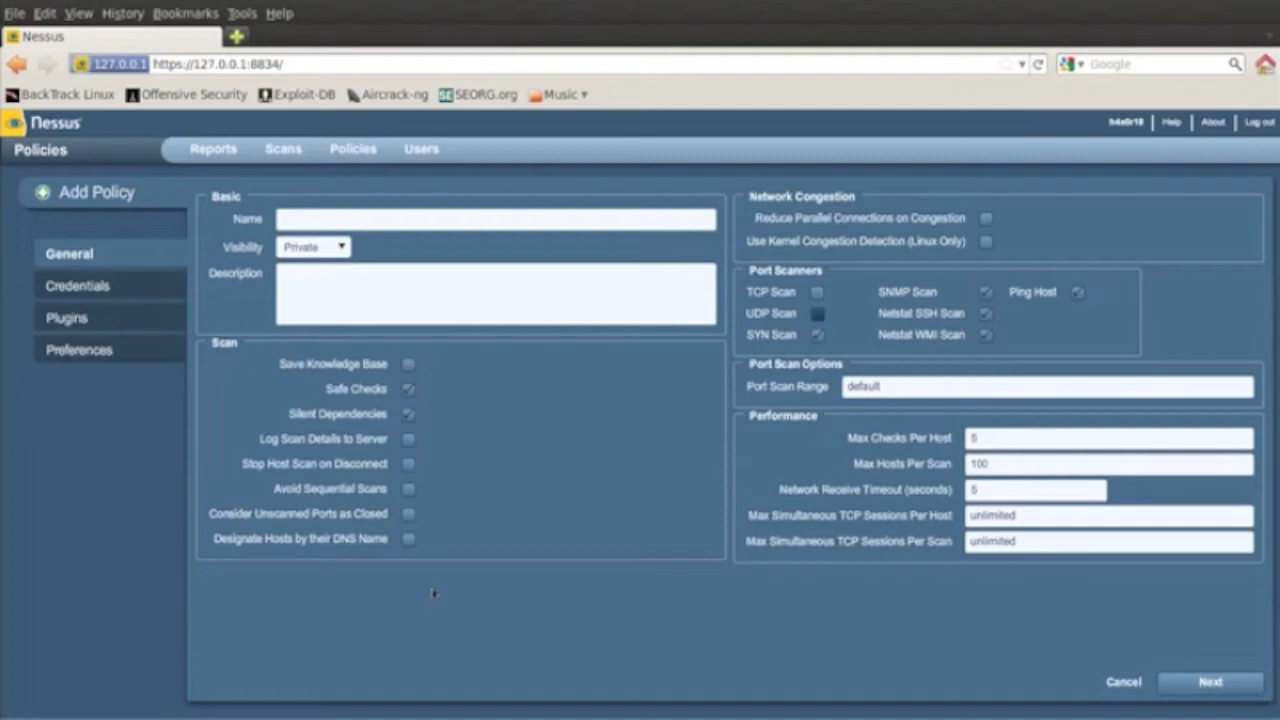 File Edit View History Bookmarks Tools Help
Nessus
127.0.0.1 https://127.0.0.1:8834/
Google
BackTrack Linux Offensive Security Exploit-DB Aircrack-ng SEORG.org Music
Nessus
h4x0r18 Help About Log out
Policies
Reports Scans Policies Users
Add Policy
General
Credentials
Plugins
Preferences
Basic
Name
Visibility Private
Description
Scan
Save Knowledge Base
Safe Checks
Silent Dependencies
Log Scan Details to Server
Stop Host Scan on Disconnect
Avoid Sequential Scans
Consider Unscanned Ports as Closed
Designate Hosts by their DNS Name
Network Congestion
Reduce Parallel Connections on Congestion
Use Kernel Congestion Detection (Linux Only)
Port Scanners
TCP Scan SNMP Scan Ping Host
UDP Scan Netstat SSH Scan
SYN Scan Netstat WMI Scan
Port Scan Options
Port Scan Range default
Performance
Max Checks Per Host 5
Max Hosts Per Scan 100
Network Receive Timeout (seconds) 5
Max Simultaneous TCP Sessions Per Host unlimited
Max Simultaneous TCP Sessions Per Scan unlimited
Cancel Next